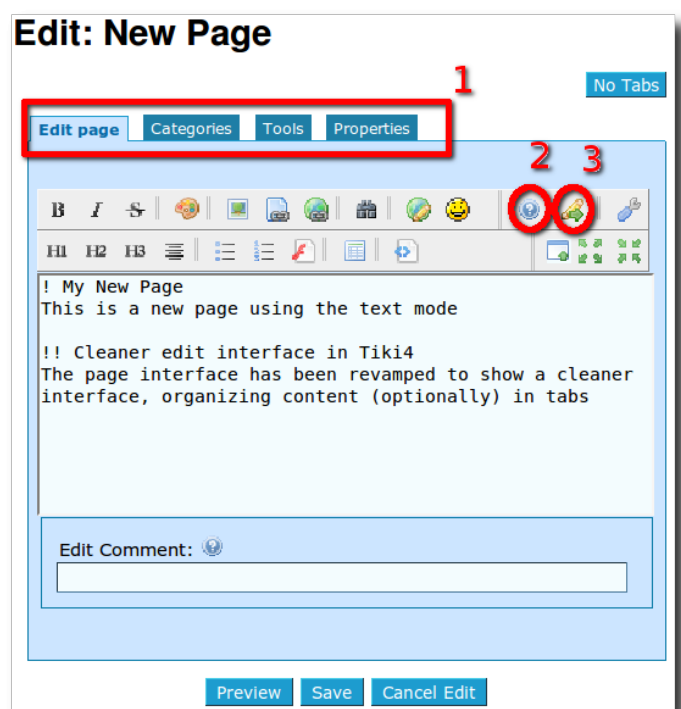 Edit: New Page
1
No Tabs
Edit page Categories Tools Properties
2 3
B I S
H1 H2 H3
! My New Page
This is a new page using the text mode
!! Cleaner edit interface in Tiki4
The page interface has been revamped to show a cleaner
interface, organizing content (optionally) in tabs
Edit Comment:
Preview Save Cancel Edit